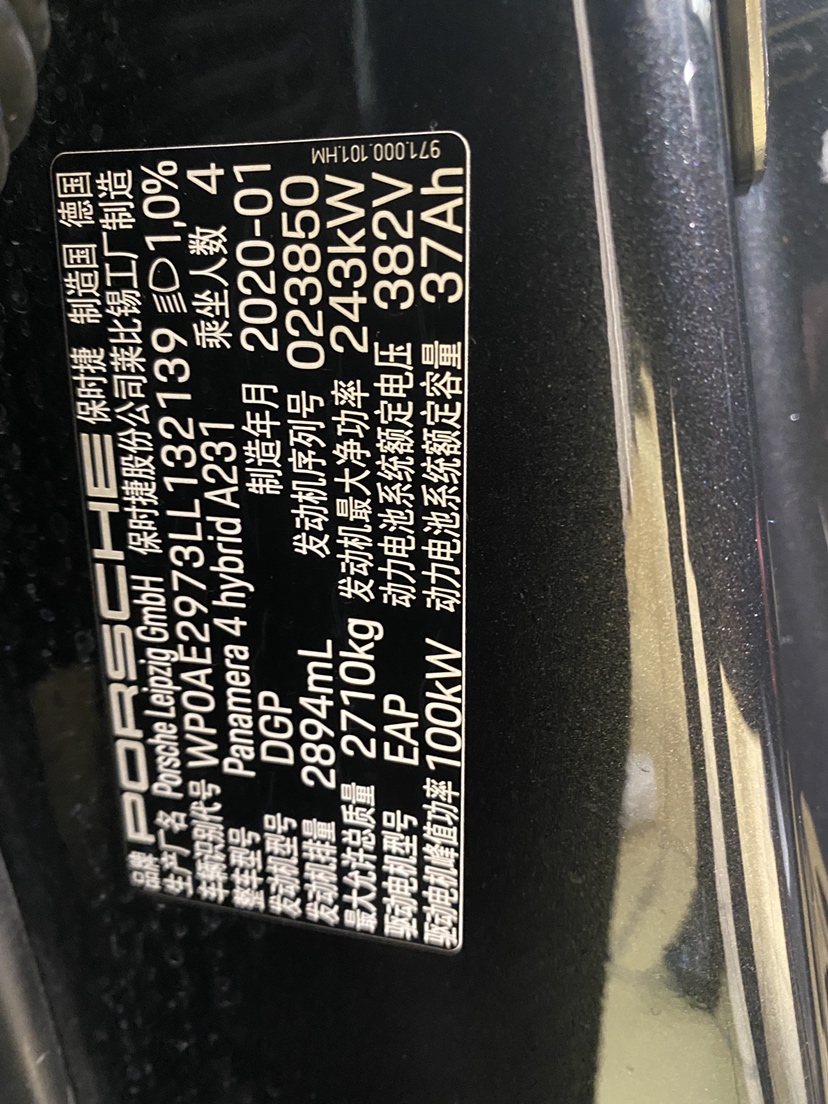 品牌 PORSCHE 保时捷 制造国 德国
生产厂名 Porsche Leipzig GmbH 保时捷股份公司莱比锡工厂制造
车辆识别代号 WP0AE2973LL132139 1,0%
整车型号 Panamera 4 hybrid A231 乘坐人数 4
发动机型号 DGP 制造年月 2020-01
发动机排量 2894mL 发动机序列号 023850
最大允许总质量 2710kg 发动机最大净功率 243kW
驱动电机型号 EAP 动力电池系统额定电压 382V
驱动电机峰值功率 100kW 动力电池系统额定容量 37Ah
971.000.101.HM